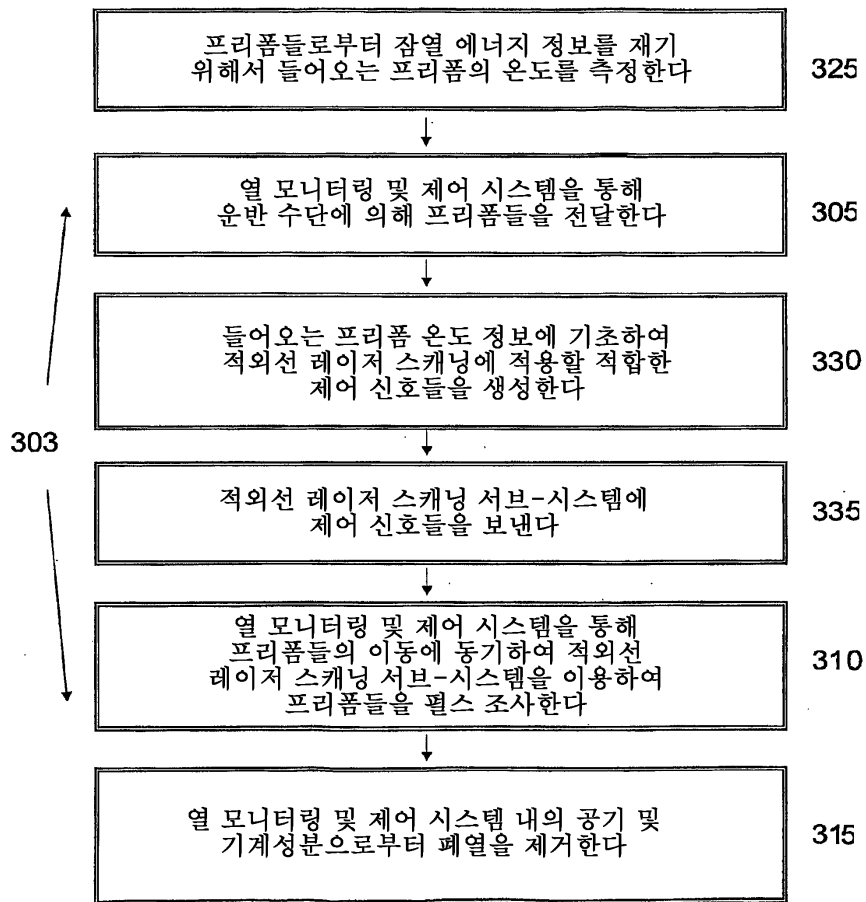 프리폼들로부터 잠열 에너지 정보를 재기
위해서 들어오는 프리폼의 온도를 측정한다
325
열 모니터링 및 제어 시스템을 통해
운반 수단에 의해 프리폼들을 전달한다
305
들어오는 프리폼 온도 정보에 기초하여
적외선 레이저 스캐닝에 적용할 적합한
제어 신호들을 생성한다
330
303
적외선 레이저 스캐닝 서브-시스템에
제어 신호들을 보낸다
335
열 모니터링 및 제어 시스템을 통해
프리폼들의 이동에 동기하여 적외선
레이저 스캐닝 서브-시스템을 이용하여
프리폼들을 펄스 조사한다
310
열 모니터링 및 제어 시스템 내의 공기 및
기계성분으로부터 폐열을 제거한다
315